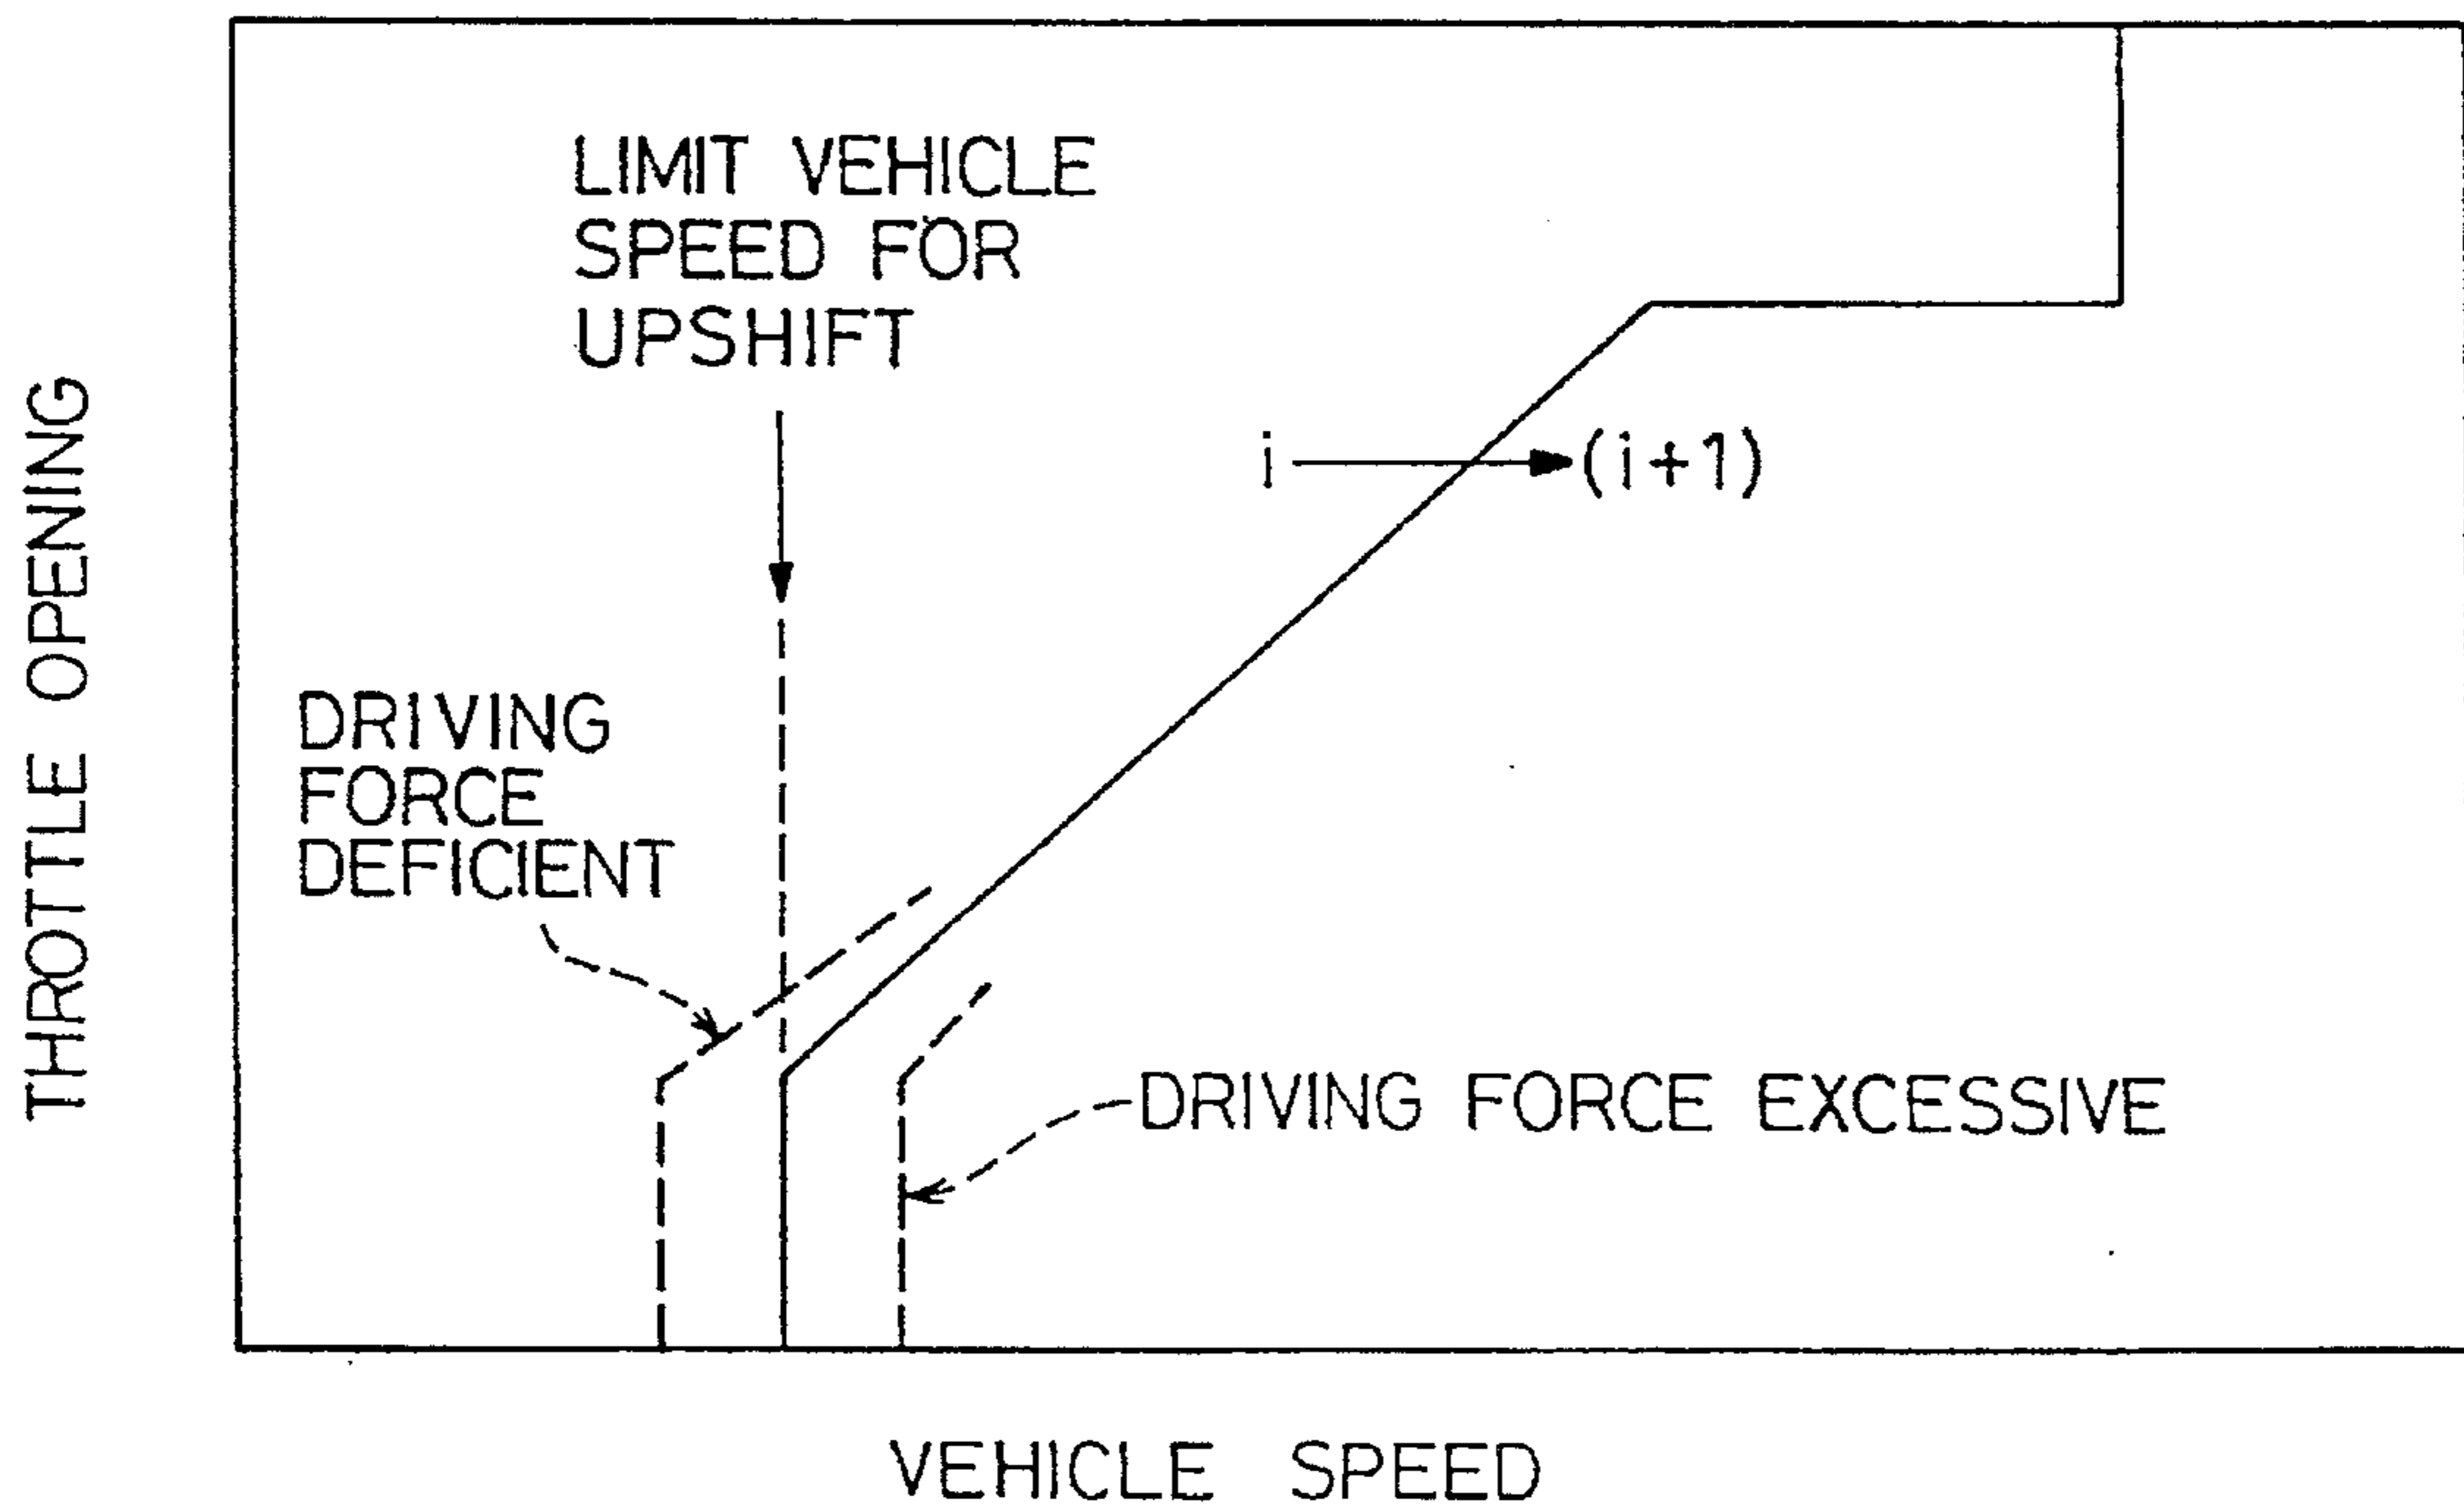 LIMIT VEHICLE
SPEED FOR
UPSHIFT
i
(i+1)
THROTTLE OPENING
DRIVING
FORCE
DEFICIENT
DRIVING FORCE EXCESSIVE
VEHICLE SPEED